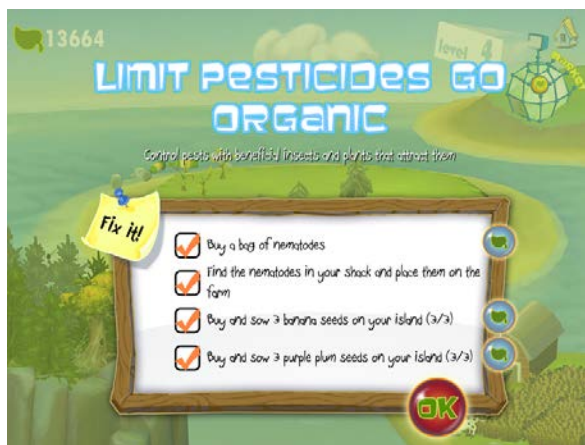 13664
level 4
LIMIT PESTICIDES GO
ORGANIC
Control pests with beneficial insects and plants that attract them
Fix it!
Buy a bag of nematodes
Find the nematodes in your shack and place them on the
farm
Buy and sow 3 banana seeds on your island (3/3)
Buy and sow 3 purple plum seeds on your island (3/3)
OK